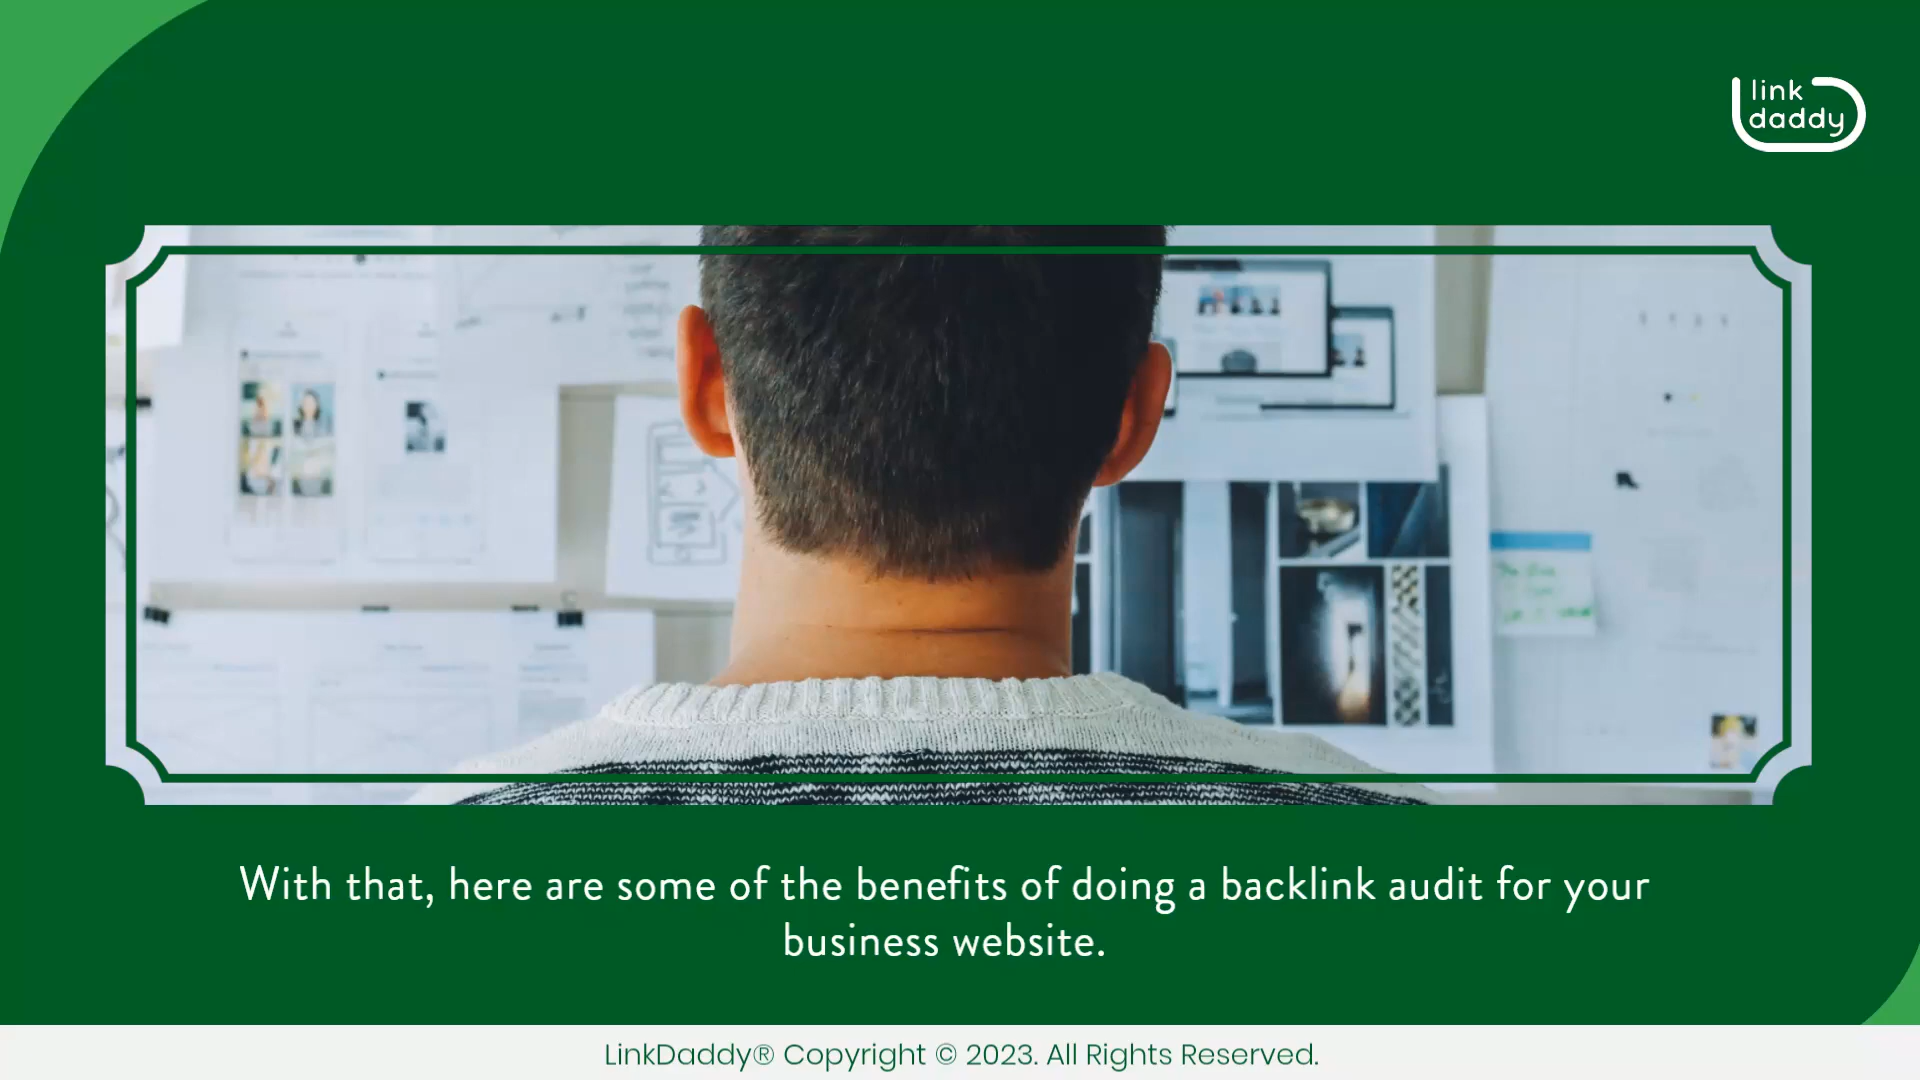 link
daddy
With that, here are some of the benefits of doing a backlink audit for your
business website.
LinkDaddy® Copyright © 2023. All Rights Reserved.